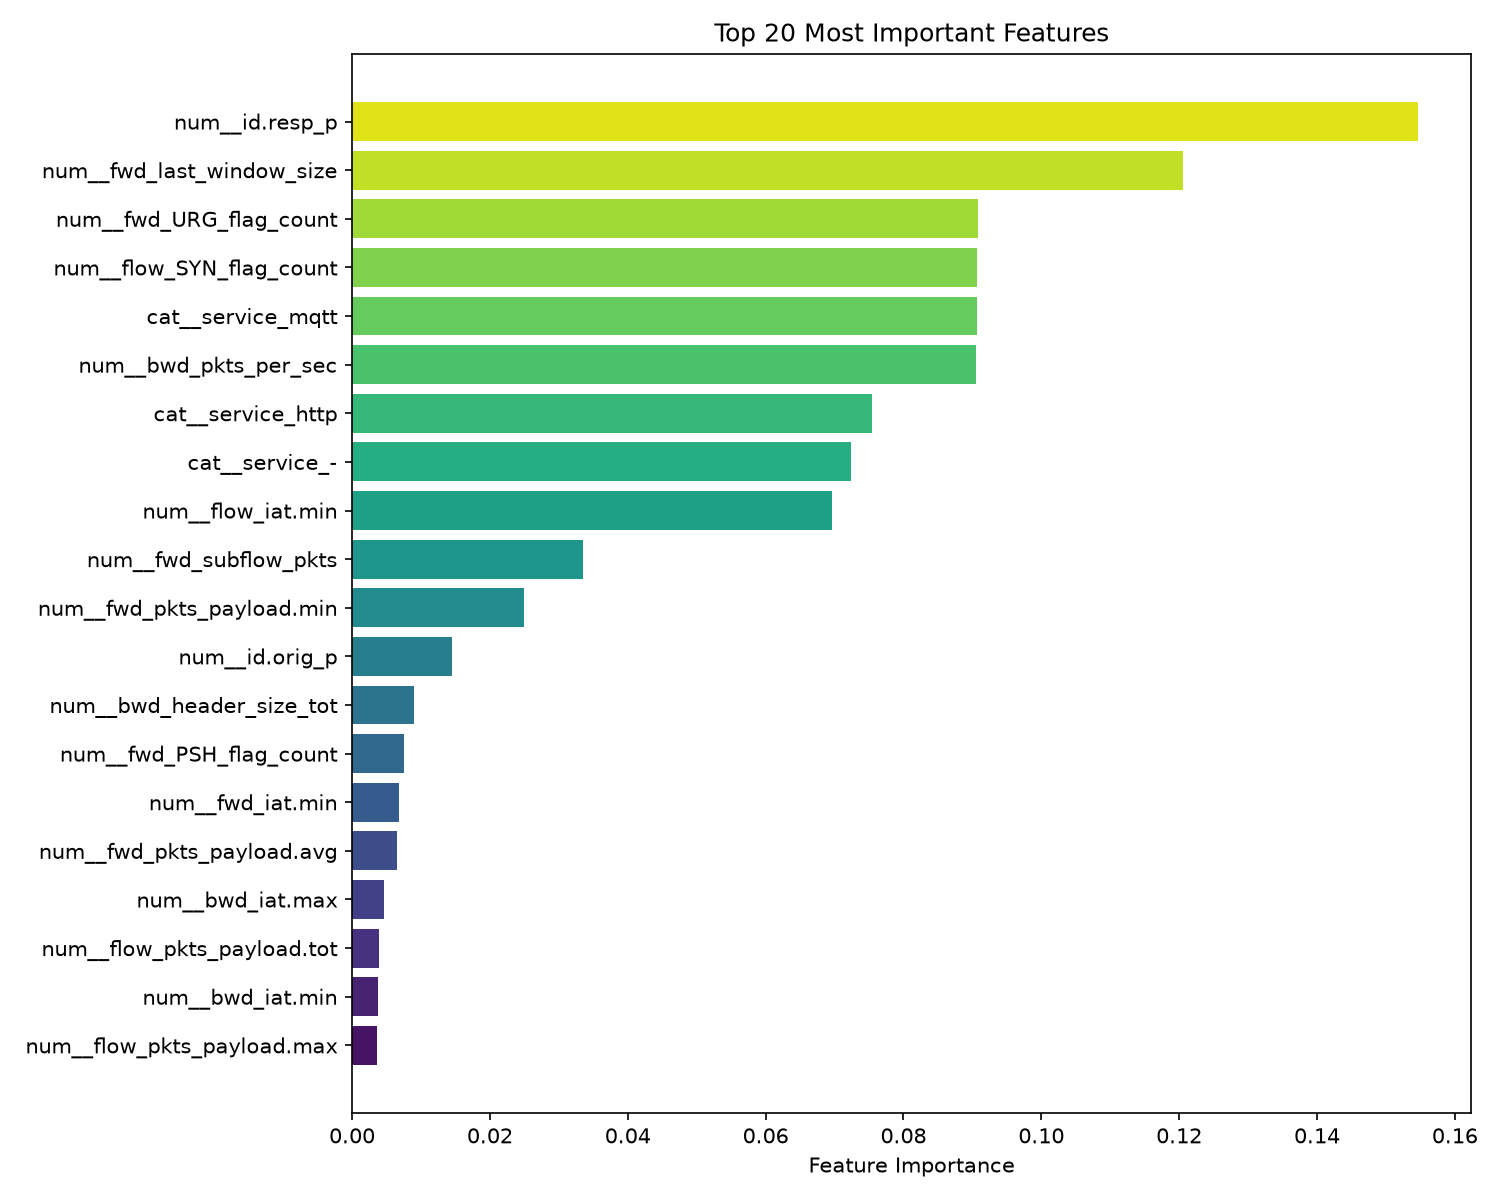 Top 20 Most Important Features
num__id.resp_p
num__fwd_last_window_size
num__fwd_URG_flag_count
num__flow_SYN_flag_count
cat__service_mqtt
num__bwd_pkts_per_sec
cat__service_http
cat__service_-
num__flow_iat.min
num__fwd_subflow_pkts
num__fwd_pkts_payload.min
num__id.orig_p
num__bwd_header_size_tot
num__fwd_PSH_flag_count
num__fwd_iat.min
num__fwd_pkts_payload.avg
num__bwd_iat.max
num__flow_pkts_payload.tot
num__bwd_iat.min
num__flow_pkts_payload.max
0.00 0.02 0.04 0.06 0.08 0.10 0.12 0.14 0.16
Feature Importance